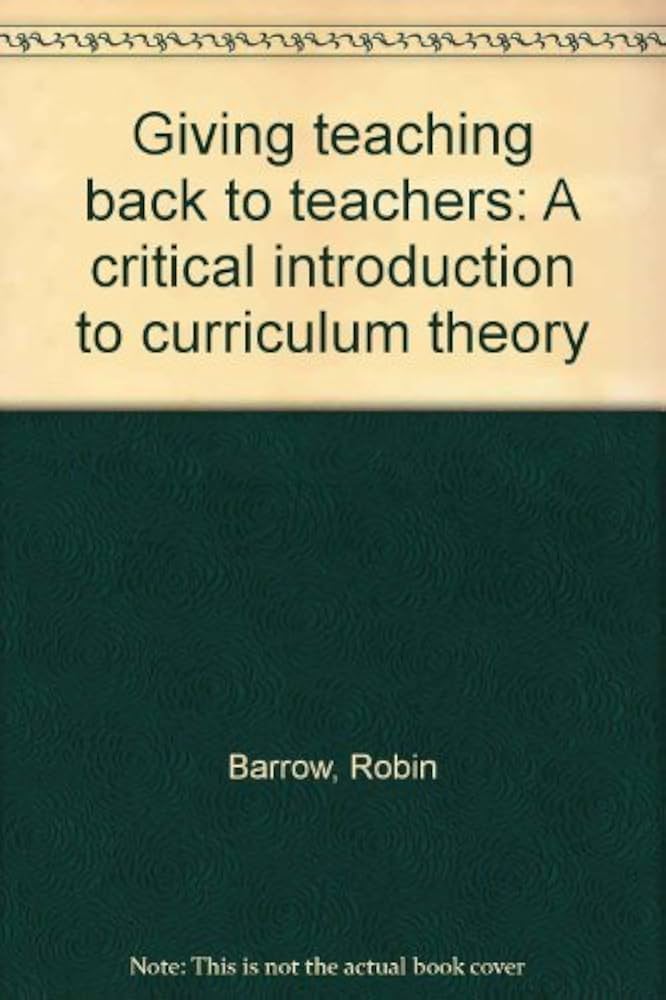 Giving teaching
back to teachers: A
critical introduction
to curriculum theory
Barrow, Robin
Note: This is not the actual book cover